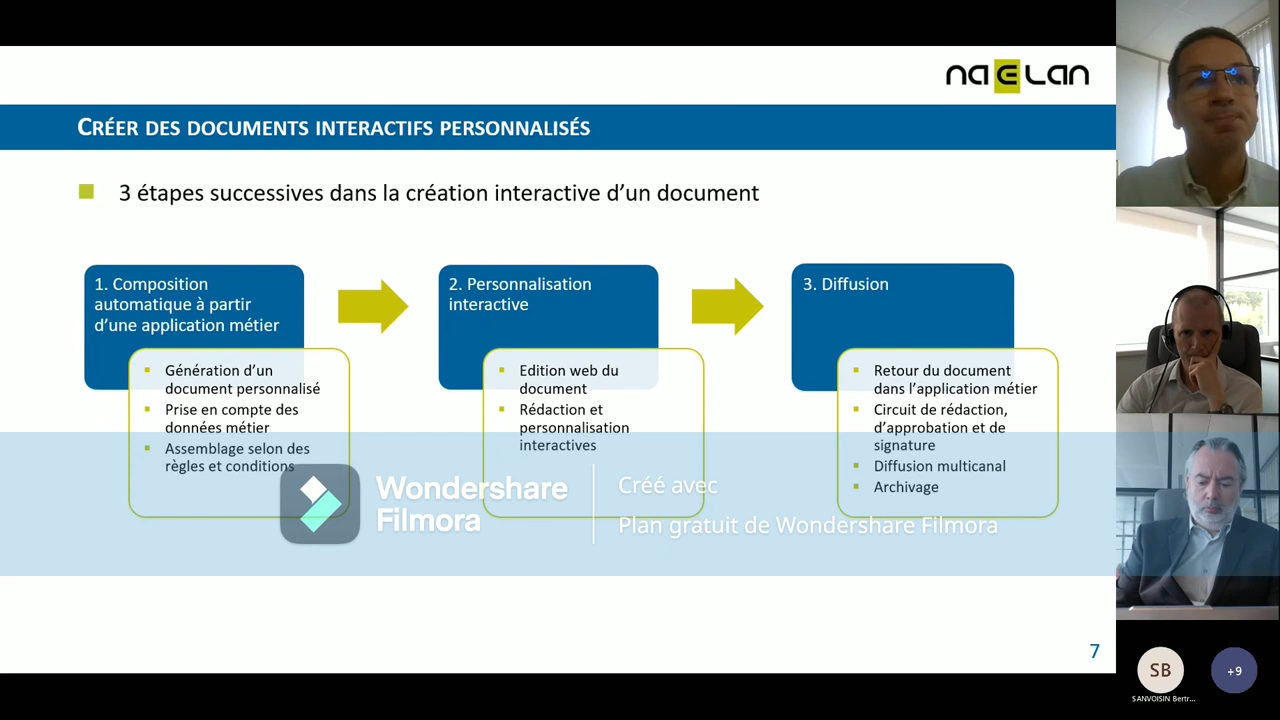 naelan
CRÉER DES DOCUMENTS INTERACTIFS PERSONNALISÉS
3 étapes successives dans la création interactive d’un document
1. Composition
automatique à partir
d’une application métier
Génération d’un
document personnalisé
Prise en compte des
données métier
Assemblage selon des
règles et conditions
2. Personnalisation
interactive
Edition web du
document
Rédaction et
personnalisation
interactives
3. Diffusion
Retour du document
dans l’application métier
Circuit de rédaction,
d’approbation et de
signature
Diffusion multicanal
Archivage
Wondershare
Filmora
Créé avec
Plan gratuit de Wondershare Filmora
7
SB
+9
SANVOISIN Bertr...